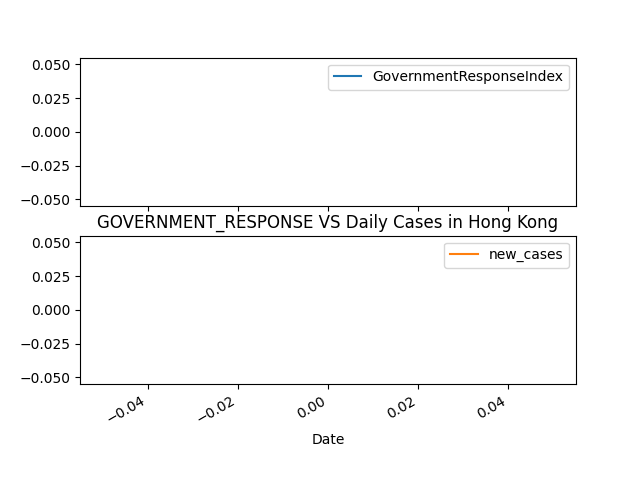 0.050
GovernmentResponseIndex
0.025
0.000
−0.025
−0.050
GOVERNMENT_RESPONSE VS Daily Cases in Hong Kong
0.050
new_cases
0.025
0.000
−0.025
−0.050
−0.04 −0.02 0.00 0.02 0.04
Date